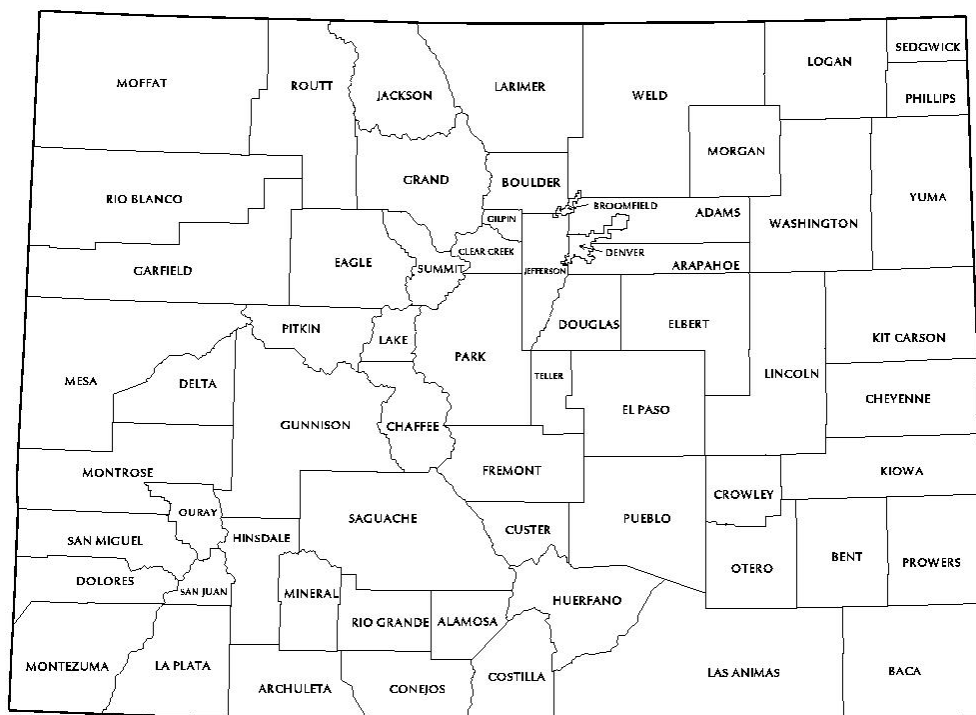 SEDGWICK
LOGAN
MOFFAT
ROUTT
JACKSON
LARIMER
WELD
PHILLIPS
MORGAN
GRAND
BOULDER
RIO BLANCO
YUMA
BROOMFIELD
ADAMS
WASHINGTON
GILPIN
CLEAR CREEK
DENVER
EAGLE
SUMMIT
JEFFERSON
ARAPAHOE
GARFIELD
PITKIN
LAKE
DOUGLAS
ELBERT
KIT CARSON
PARK
MESA
DELTA
TELLER
LINCOLN
EL PASO
CHEYENNE
GUNNISON
CHAFFEE
MONTROSE
FREMONT
KIOWA
CROWLEY
OURAY
SAGUACHE
PUEBLO
CUSTER
SAN MIGUEL
HINSDALE
BENT
PROWERS
OTERO
DOLORES
SAN JUAN
MINERAL
HUERFANO
RIO GRANDE
ALAMOSA
MONTEZUMA
LA PLATA
COSTILLA
LAS ANIMAS
BACA
ARCHULETA
CONEJOS